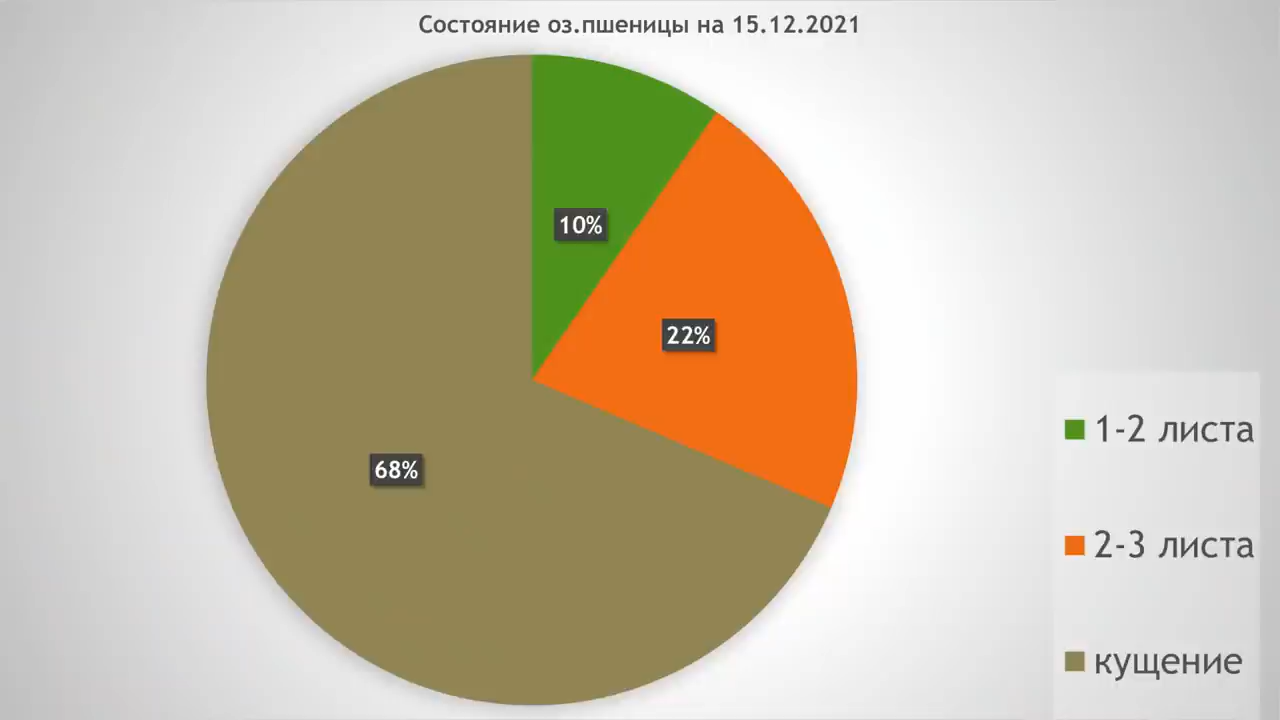 Состояние оз.пшеницы на 15.12.2021
10%
22%
68%
1-2 листа
2-3 листа
кущение